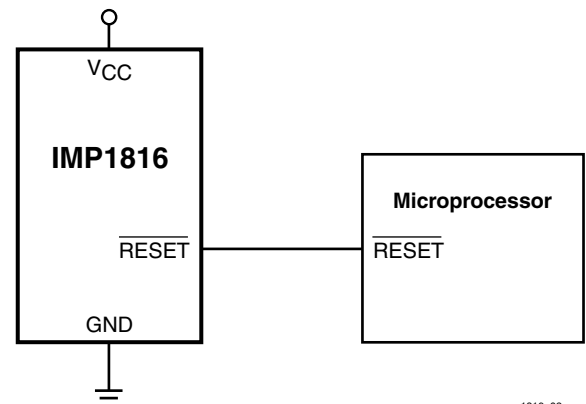 VCC
IMP1816
Microprocessor
RESET
RESET
GND